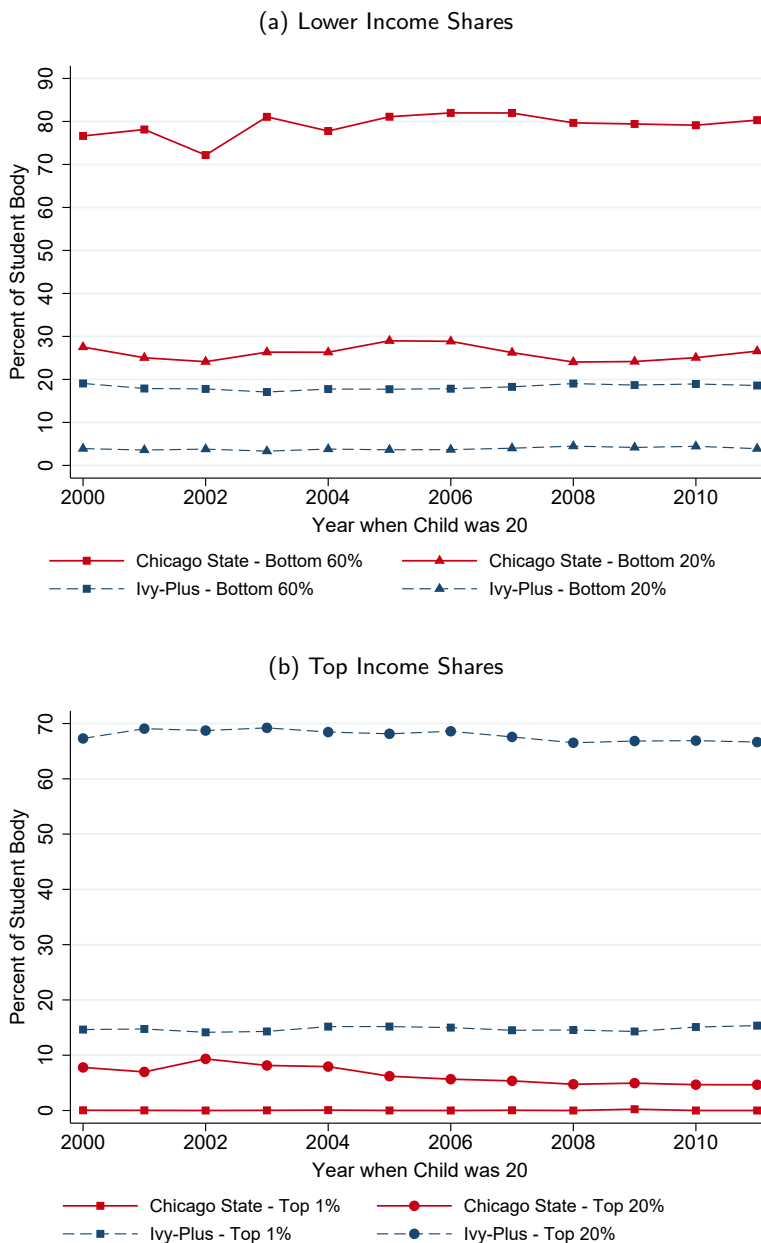 (a) Lower Income Shares
Percent of Student Body
90
80
70
60
50
40
30
20
10
0
2000 2002 2004 2006 2008 2010
Year when Child was 20
Chicago State - Bottom 60% Chicago State - Bottom 20%
Ivy-Plus - Bottom 60% Ivy-Plus - Bottom 20%
(b) Top Income Shares
Percent of Student Body
70
60
50
40
30
20
10
0
2000 2002 2004 2006 2008 2010
Year when Child was 20
Chicago State - Top 1% Chicago State - Top 20%
Ivy-Plus - Top 1% Ivy-Plus - Top 20%